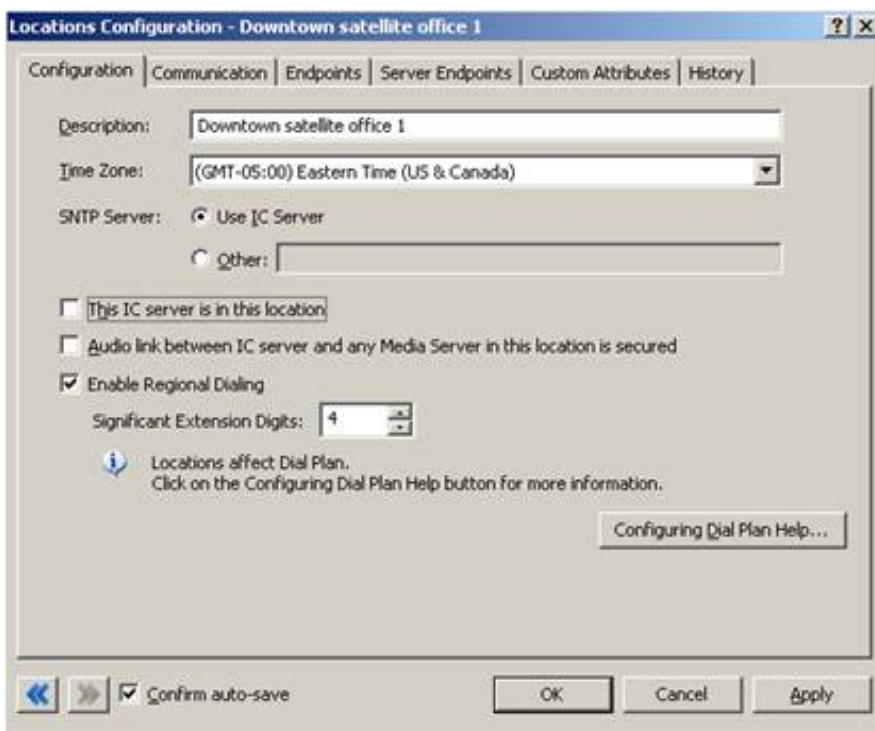 Locations Configuration - Downtown satellite office 1
Configuration Communication Endpoints Server Endpoints Custom Attributes History
Description: Downtown satellite office 1
Time Zone: (GMT-05:00) Eastern Time (US & Canada)
SNTP Server: Use IC Server
Other:
This IC server is in this location
Audio link between IC server and any Media Server in this location is secured
Enable Regional Dialing
Significant Extension Digits: 4
Locations affect Dial Plan.
Click on the Configuring Dial Plan Help button for more information.
Configuring Dial Plan Help...
Confirm auto-save OK Cancel Apply